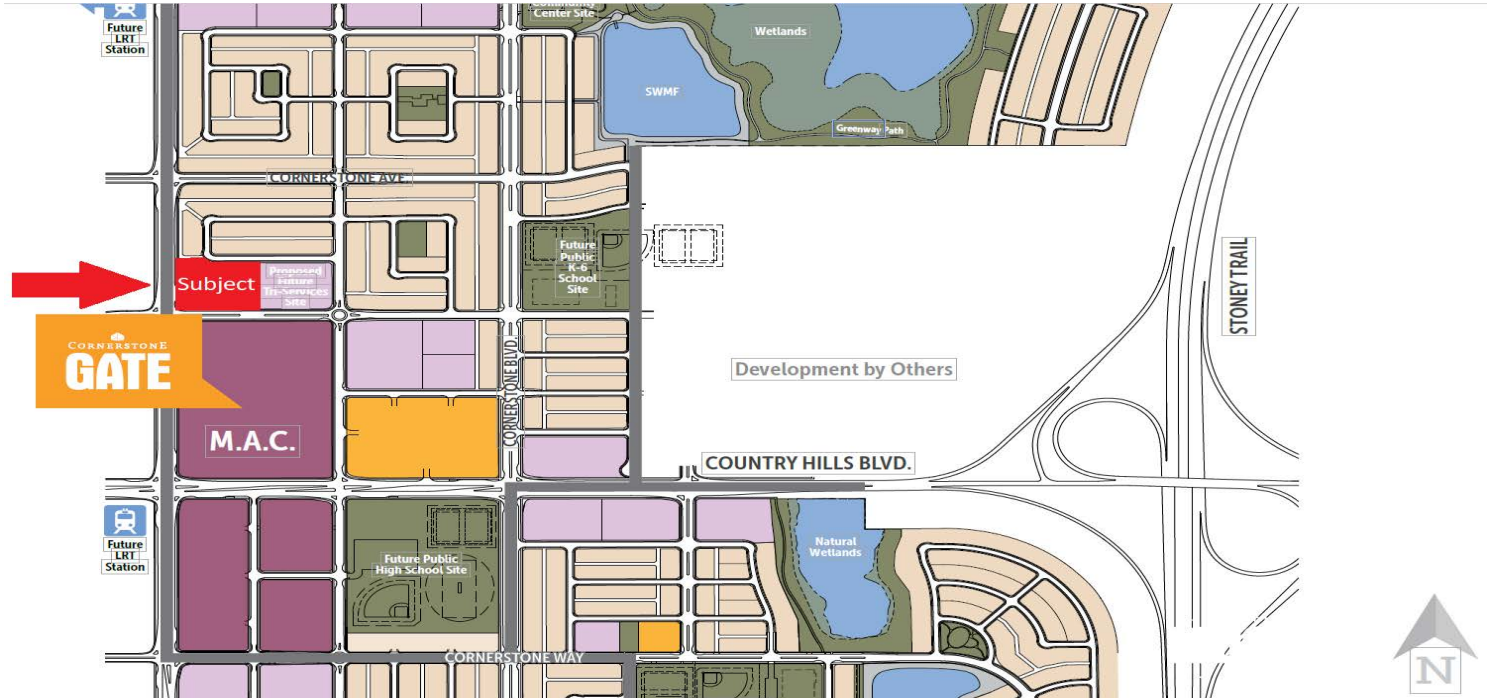 Future
LRT
Station
Community
Center Site
Wetlands
SWMF
Greenway Path
CORNERSTONE AVE.
Future
Public
K-6
School
Site
Subject
Proposed
Future
Tri-Services
Site
STONEY TRAIL
CORNERSTONE
GATE
CORNERSTONE BLVD.
Development by Others
M.A.C.
COUNTRY HILLS BLVD.
Future
LRT
Station
Future Public
High School Site
Natural
Wetlands
CORNERSTONE WAY
N